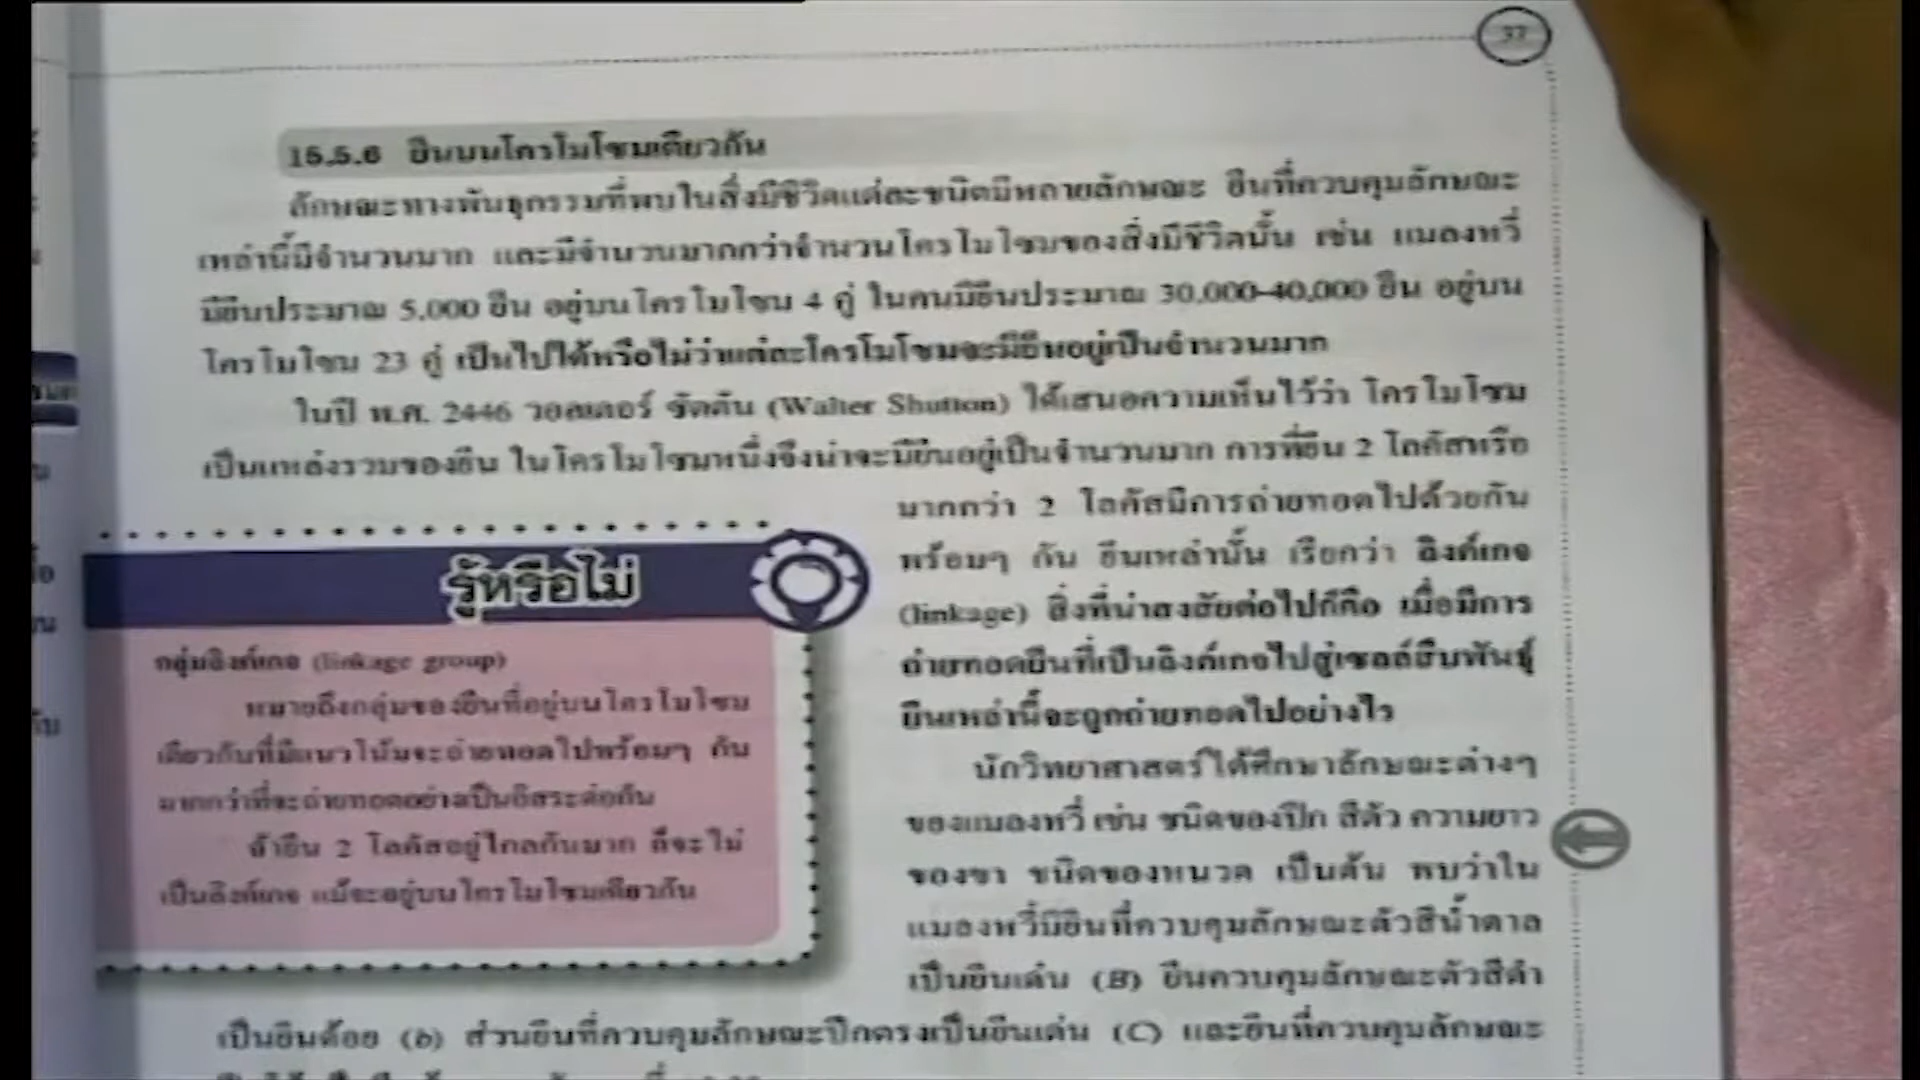 37
15.5.6 ยีนบนโครโมโซมเดียวกัน
ลักษณะทางพันธุกรรมที่พบในสิ่งมีชีวิตแต่ละชนิดมีหลายลักษณะ ยีนที่ควบคุมลักษณะ
เหล่านี้มีจำนวนมาก และมีจำนวนมากกว่าจำนวนโครโมโซมของสิ่งมีชีวิตนั้น เช่น แมลงหวี่
มียีนประมาณ 5,000 ยีน อยู่บนโครโมโซม 4 คู่ ในคนมียีนประมาณ 30,000-40,000 ยีน อยู่บน
โครโมโซม 23 คู่ เป็นไปได้หรือไม่ว่าแต่ละโครโมโซมจะมียีนอยู่เป็นจำนวนมาก
ในปี พ.ศ. 2446 วอลเตอร์ ซัตตัน (Walter Shutton) ได้เสนอความเห็นไว้ว่า โครโมโซม
เป็นแหล่งรวมของยีน ในโครโมโซมหนึ่งจึงน่าจะมียีนอยู่เป็นจำนวนมาก การที่ยีน 2 โลคัสหรือ
มากกว่า 2 โลคัสมีการถ่ายทอดไปด้วยกัน
พร้อมๆ กัน ยีนเหล่านั้น เรียกว่า ลิงค์เกจ
(linkage) สิ่งที่น่าสงสัยต่อไปก็คือ เมื่อมีการ
ถ่ายทอดยีนที่เป็นลิงค์เกจไปสู่เซลล์สืบพันธุ์
ยีนเหล่านี้จะถูกถ่ายทอดไปอย่างไร
รู้หรือไม่
กลุ่มลิงค์เกจ (linkage group)
หมายถึงกลุ่มของยีนที่อยู่บนโครโมโซม
เดียวกันที่มีแนวโน้มจะถ่ายทอดไปพร้อมๆ กัน
มากกว่าที่จะถ่ายทอดอย่างเป็นอิสระต่อกัน
ถ้ายีน 2 โลคัสอยู่ไกลกันมาก ก็จะไม่
เป็นลิงค์เกจ แม้จะอยู่บนโครโมโซมเดียวกัน
นักวิทยาศาสตร์ได้ศึกษาลักษณะต่างๆ
ของแมลงหวี่ เช่น ชนิดของปีก สีตัว ความยาว
ของขา ชนิดของหนวด เป็นต้น พบว่าใน
แมลงหวี่มียีนที่ควบคุมลักษณะตัวสีน้ำตาล
เป็นยีนเด่น (B) ยีนควบคุมลักษณะตัวสีดำ
เป็นยีนด้อย (b) ส่วนยีนที่ควบคุมลักษณะปีกตรงเป็นยีนเด่น (C) และยีนที่ควบคุมลักษณะ